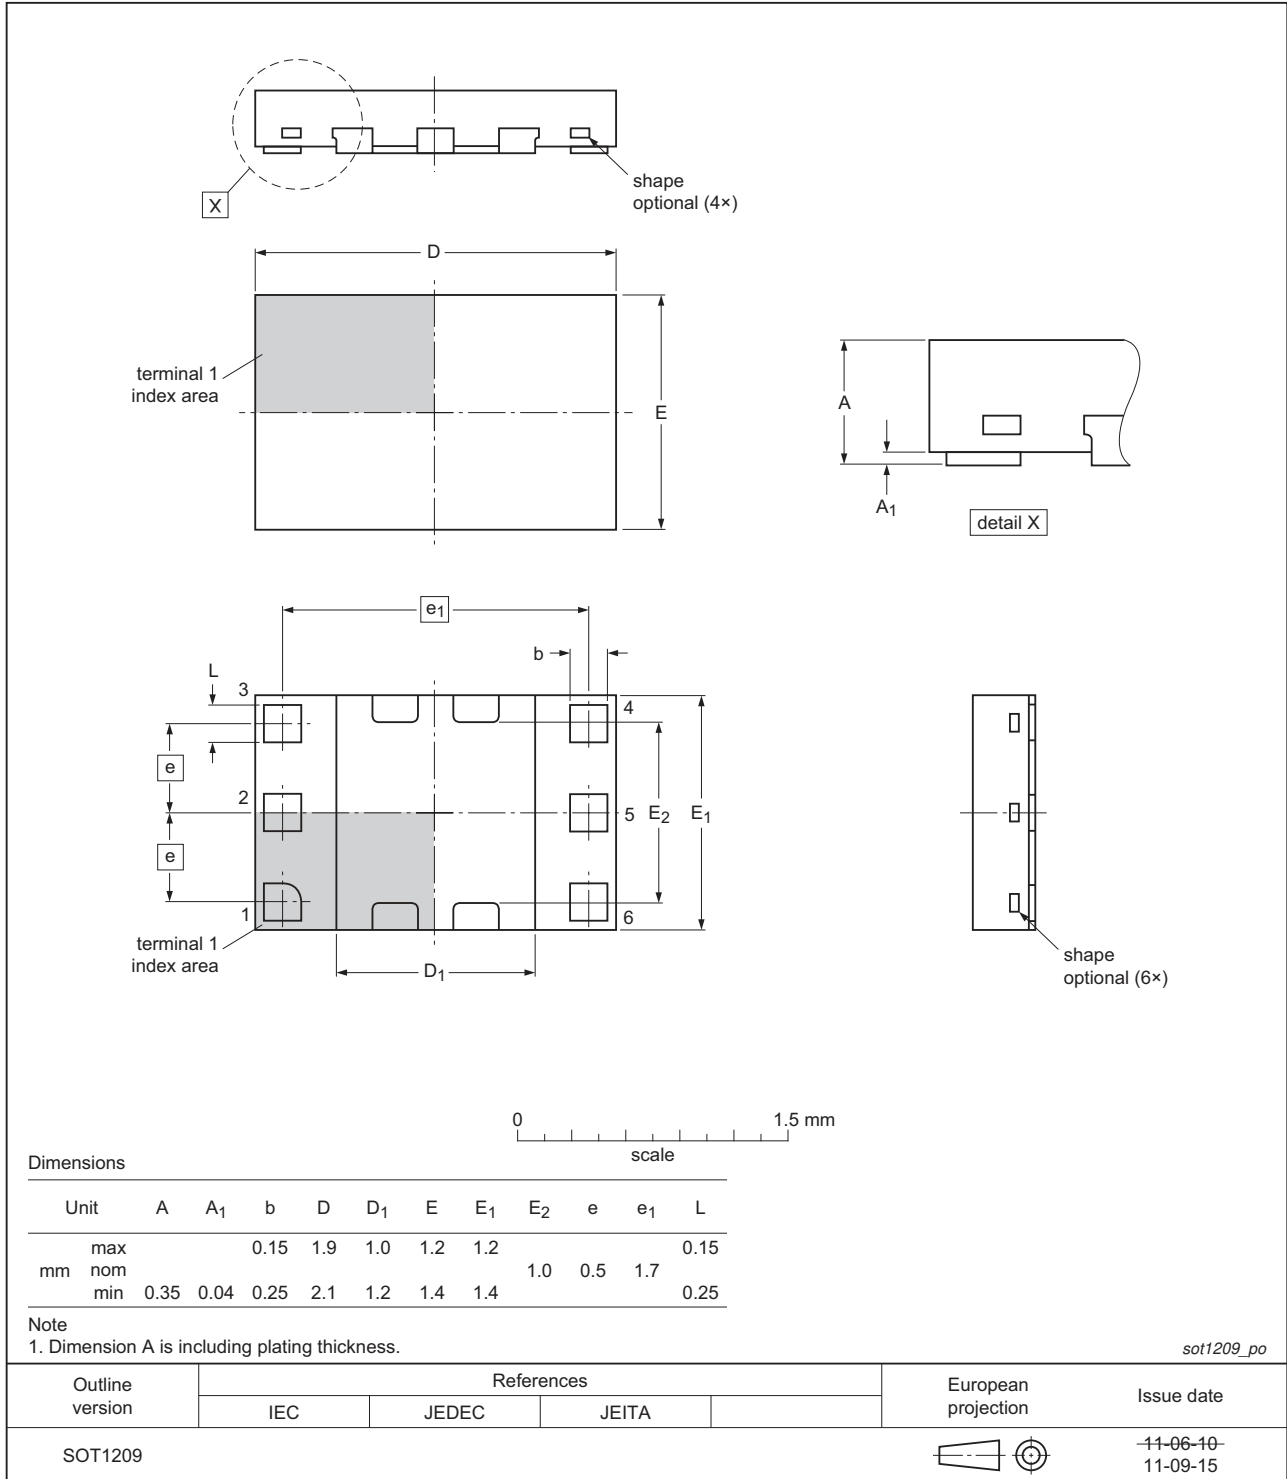 X
shape
optional (4×)
D
terminal 1
index area
E
A
A1
detail X
e1
b
L
3
4
e
2
5
E2
E1
e
1
6
terminal 1
index area
D1
shape
optional (6×)
0 1.5 mm
scale
Dimensions
Unit A A1 b D D1 E E1 E2 e e1 L
max 0.15 1.9 1.0 1.2 1.2 0.15
mm nom 1.0 0.5 1.7
min 0.35 0.04 0.25 2.1 1.2 1.4 1.4 0.25
Note
1. Dimension A is including plating thickness.
sot1209_po
Outline version References European projection Issue date
IEC JEDEC JEITA
SOT1209
11-06-10
11-09-15